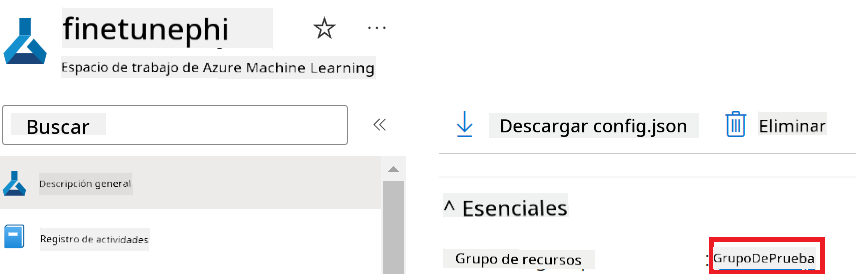 finetunephi
Espacio de trabajo de Azure Machine Learning
Buscar
Descripción general
Registro de actividades
Descargar config.json
Eliminar
^ Esenciales
Grupo de recursos : GrupoDePrueba